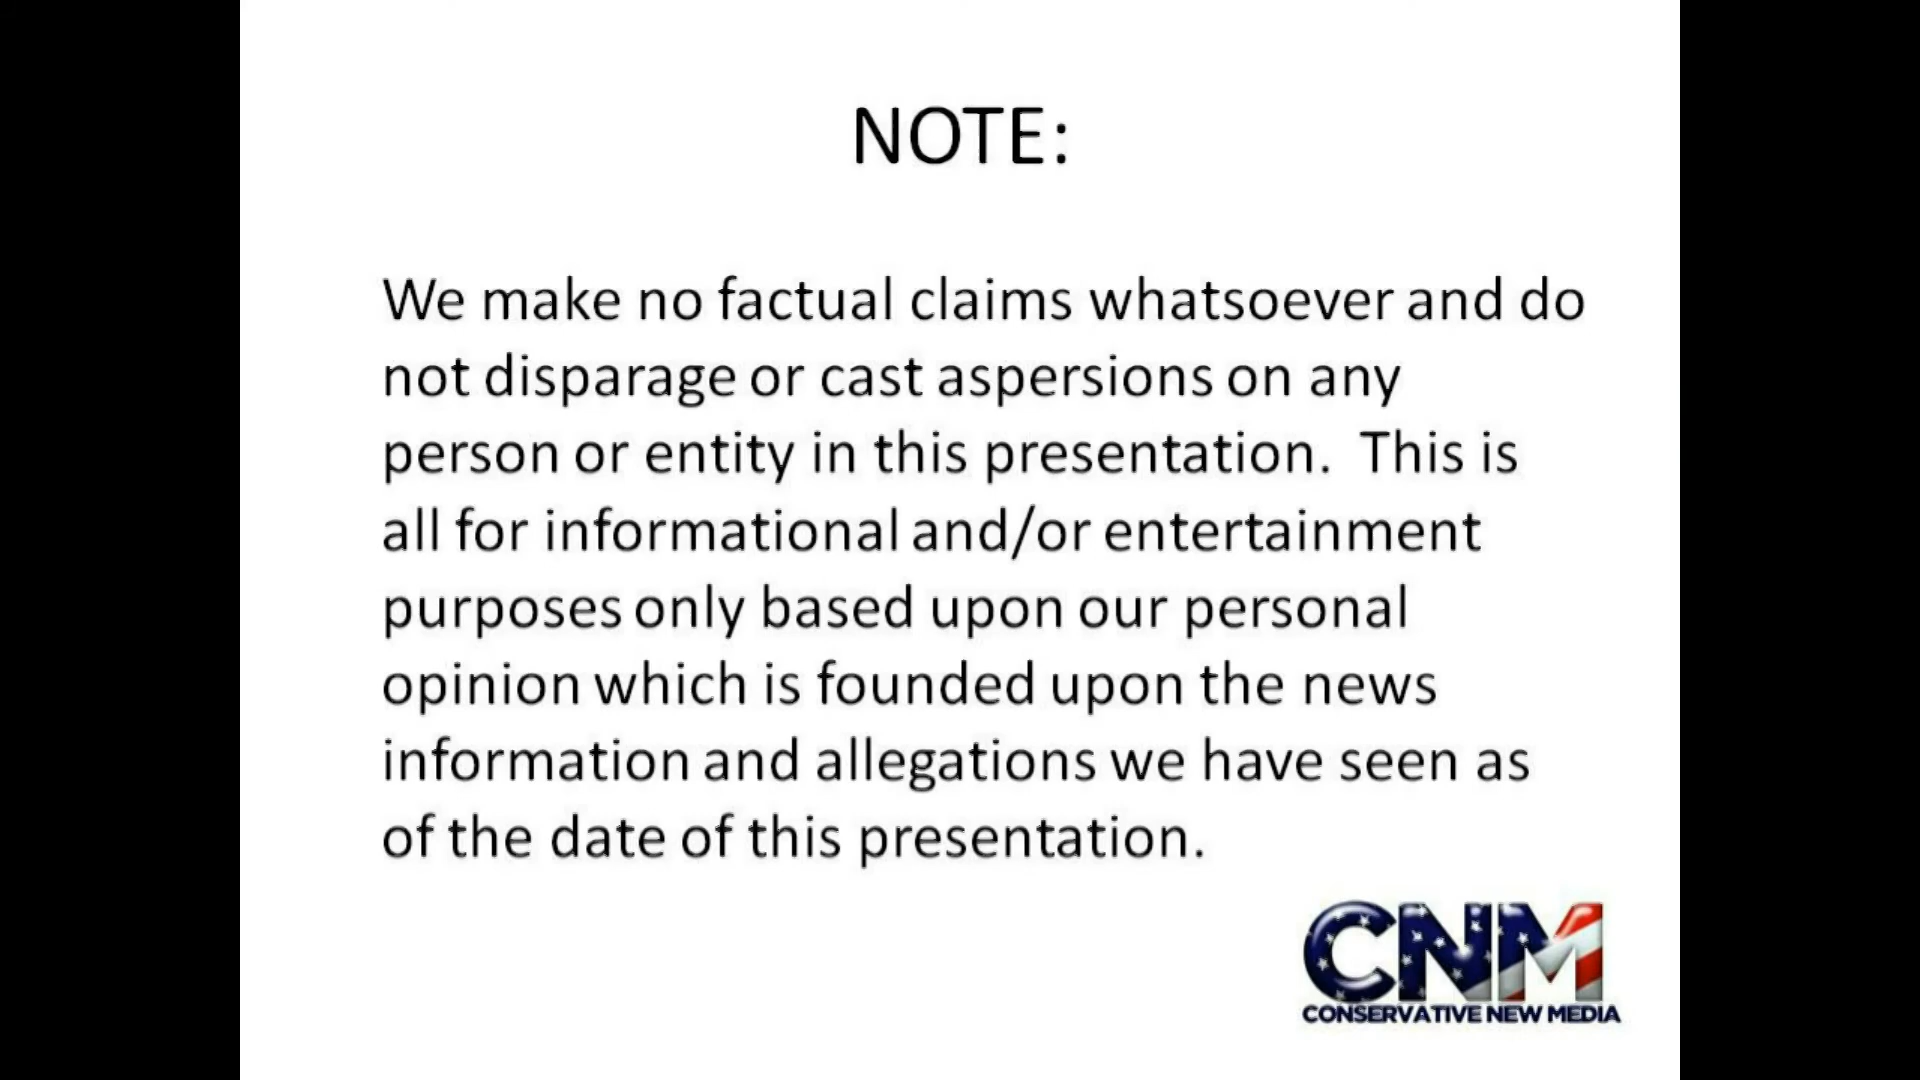 NOTE:
We make no factual claims whatsoever and do
not disparage or cast aspersions on any
person or entity in this presentation.  This is
all for informational and/or entertainment
purposes only based upon our personal
opinion which is founded upon the news
information and allegations we have seen as
of the date of this presentation.
CNM
CONSERVATIVE NEW MEDIA